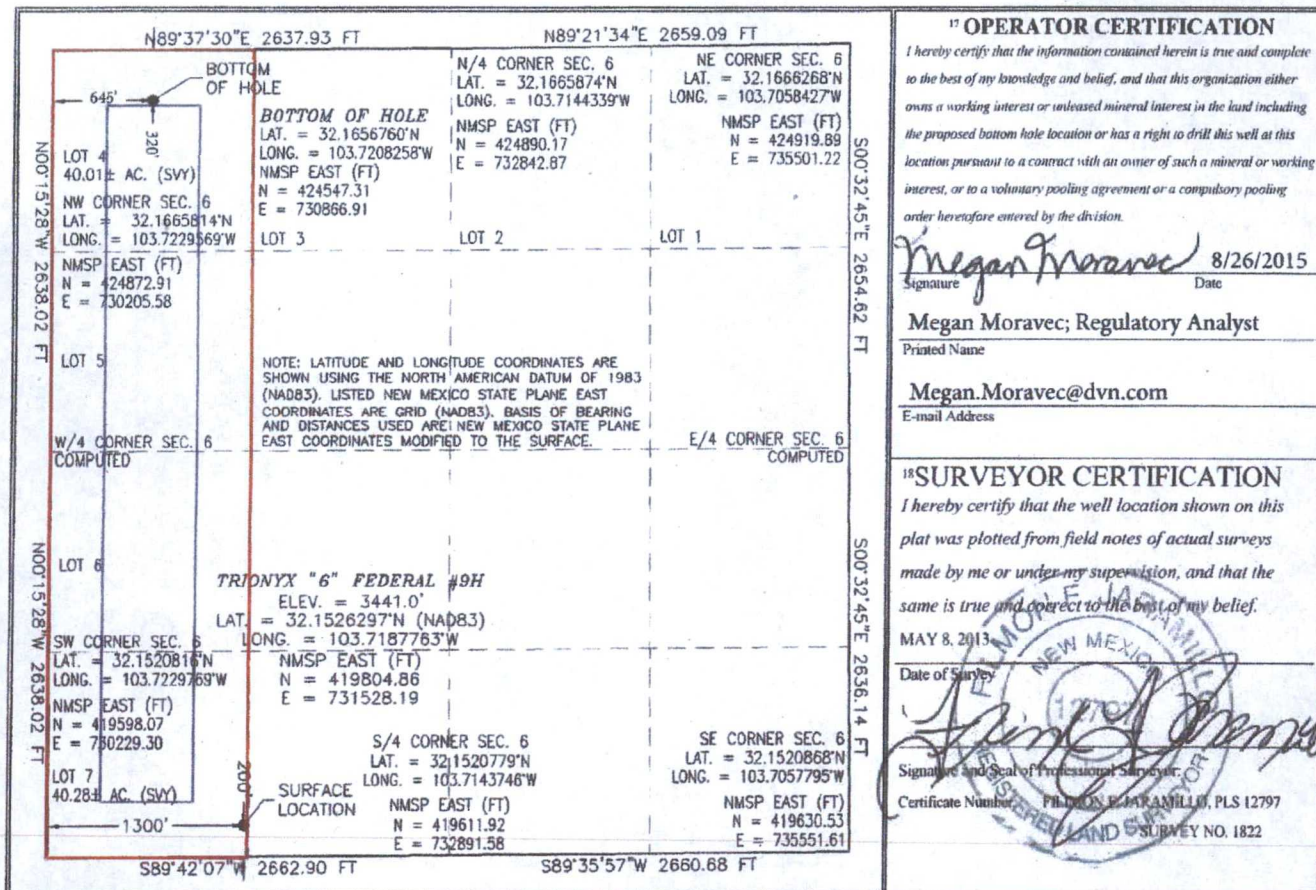 N89°37'30"E 2637.93 FT
N89°21'34"E 2659.09 FT
BOTTOM
OF HOLE
645'
320'
BOTTOM OF HOLE
LAT. = 32.1656760°N
LONG. = 103.7208258°W
NMSP EAST (FT)
N = 424547.31
E = 730866.91
N/4 CORNER SEC. 6
LAT. = 32.1665874°N
LONG. = 103.7144339°W
NMSP EAST (FT)
N = 424890.17
E = 732842.87
NE CORNER SEC. 6
LAT. = 32.1666268°N
LONG. = 103.7058427°W
NMSP EAST (FT)
N = 424919.89
E = 735501.22
LOT 4
40.01± AC. (SVY)
NW CORNER SEC. 6
LAT. = 32.1665814°N
LONG. = 103.7229569°W
NMSP EAST (FT)
N = 424872.91
E = 730205.58
LOT 3
LOT 2
LOT 1
N00°15'28"W 2638.02 FT
S00°32'45"E 2654.62 FT
LOT 5
NOTE: LATITUDE AND LONGITUDE COORDINATES ARE
SHOWN USING THE NORTH AMERICAN DATUM OF 1983
(NAD83). LISTED NEW MEXICO STATE PLANE EAST
COORDINATES ARE GRID (NAD83). BASIS OF BEARING
AND DISTANCES USED ARE NEW MEXICO STATE PLANE
EAST COORDINATES MODIFIED TO THE SURFACE.
W/4 CORNER SEC. 6
COMPUTED
E/4 CORNER SEC. 6
COMPUTED
N00°15'28"W 2638.02 FT
S00°32'45"E 2636.14 FT
LOT 6
TRIONYX "6" FEDERAL #9H
ELEV. = 3441.0'
LAT. = 32.1526297°N (NAD83)
LONG. = 103.7187763°W
NMSP EAST (FT)
N = 419804.86
E = 731528.19
SW CORNER SEC. 6
LAT. = 32.1520816°N
LONG. = 103.7229769°W
NMSP EAST (FT)
N = 419598.07
E = 730229.30
LOT 7
40.28± AC. (SVY)
1300'
200'
SURFACE
LOCATION
S/4 CORNER SEC. 6
LAT. = 32.1520779°N
LONG. = 103.7143746°W
NMSP EAST (FT)
N = 419611.92
E = 732891.58
SE CORNER SEC. 6
LAT. = 32.1520868°N
LONG. = 103.7057795°W
NMSP EAST (FT)
N = 419630.53
E = 735551.61
S89°42'07"W 2662.90 FT
S89°35'57"W 2660.68 FT
17 OPERATOR CERTIFICATION
I hereby certify that the information contained herein is true and complete
to the best of my knowledge and belief, and that this organization either
owns a working interest or unleased mineral interest in the land including
the proposed bottom hole location or has a right to drill this well at this
location pursuant to a contract with an owner of such a mineral or working
interest, or to a voluntary pooling agreement or a compulsory pooling
order heretofore entered by the division.
Megan Moravec 8/26/2015
Signature Date
Megan Moravec; Regulatory Analyst
Printed Name
Megan.Moravec@dvn.com
E-mail Address
18 SURVEYOR CERTIFICATION
I hereby certify that the well location shown on this
plat was plotted from field notes of actual surveys
made by me or under my supervision, and that the
same is true and correct to the best of my belief.
MAY 8, 2013
Date of Survey
FILMON E. JARAMILLO
NEW MEXICO
12797
REGISTERED LAND SURVEYOR
Signature and Seal of Professional Surveyor:
Certificate Number: FILIMON E. JARAMILLO, PLS 12797
SURVEY NO. 1822